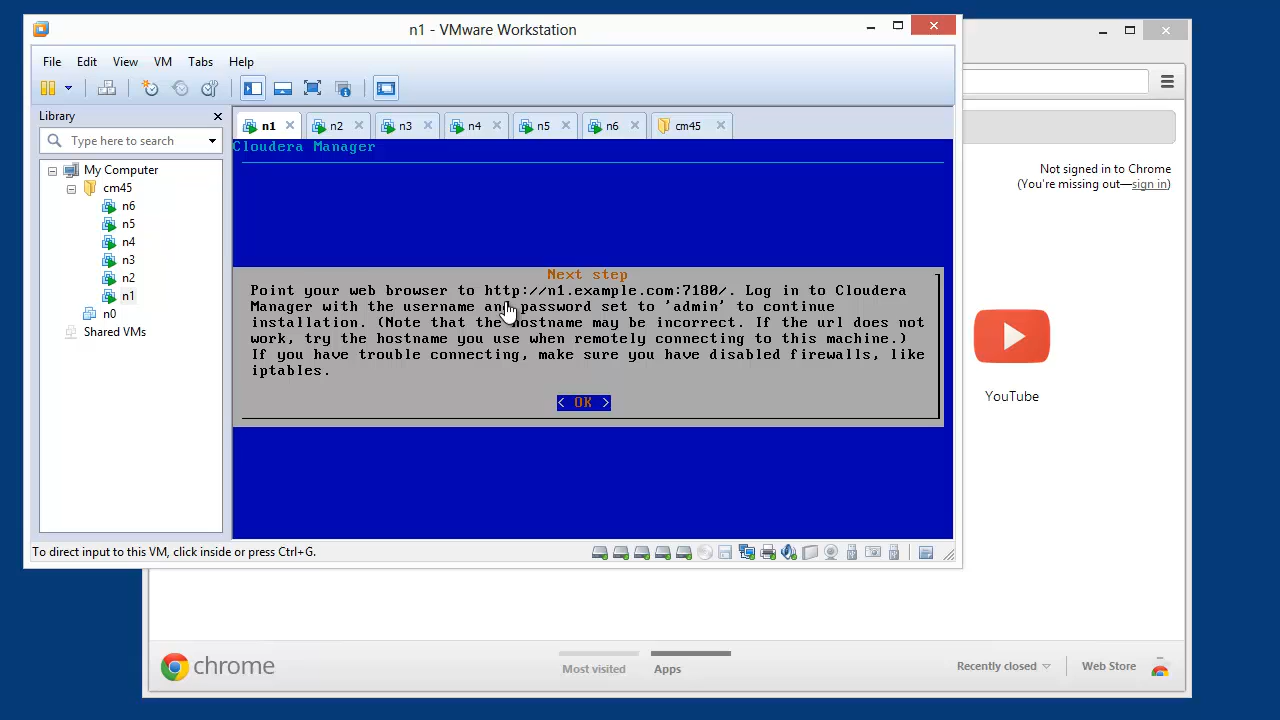 n1 - VMware Workstation
File Edit View VM Tabs Help
Library
Type here to search
My Computer
cm45
n6
n5
n4
n3
n2
n1
n0
Shared VMs
n1 n2 n3 n4 n5 n6 cm45
Cloudera Manager
Next step
Point your web browser to http://n1.example.com:7180/. Log in to Cloudera
Manager with the username and password set to 'admin' to continue
installation. (Note that the hostname may be incorrect. If the url does not
work, try the hostname you use when remotely connecting to this machine.)
If you have trouble connecting, make sure you have disabled firewalls, like
iptables.
< OK >
To direct input to this VM, click inside or press Ctrl+G.
Not signed in to Chrome
(You're missing out—sign in)
YouTube
chrome
Most visited
Apps
Recently closed
Web Store